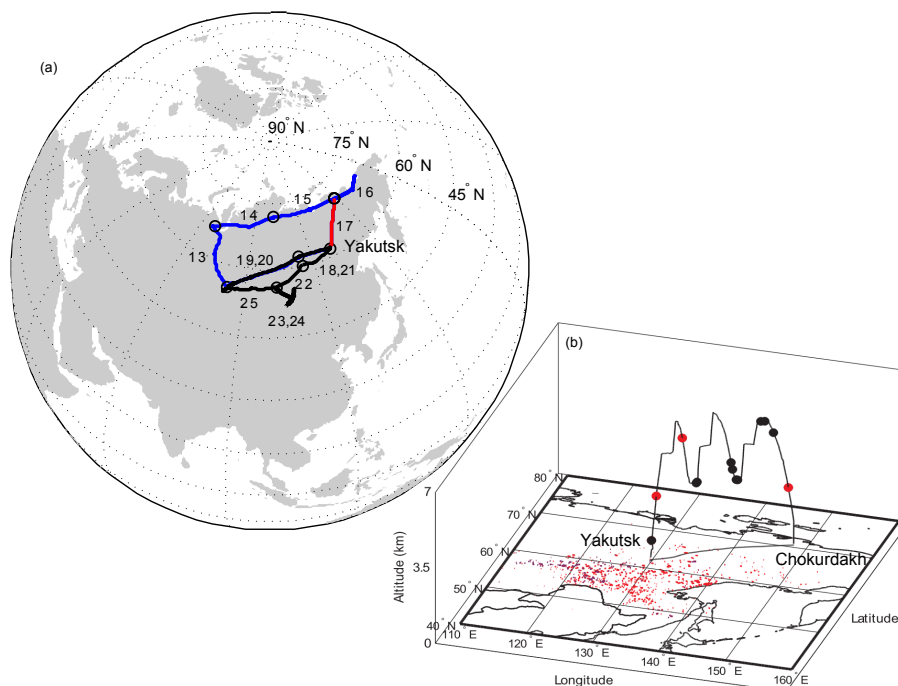 (a)
90° N
75° N
60° N
45° N
16
15
14
17
Yakutsk
13
19,20
18,21
22
25
23,24
(b)
7
3.5
0
Altitude (km)
80° N
70° N
60° N
50° N
40° N
Yakutsk
Chokurdakh
Latitude
110° E
120° E
130° E
140° E
150° E
160° E
Longitude